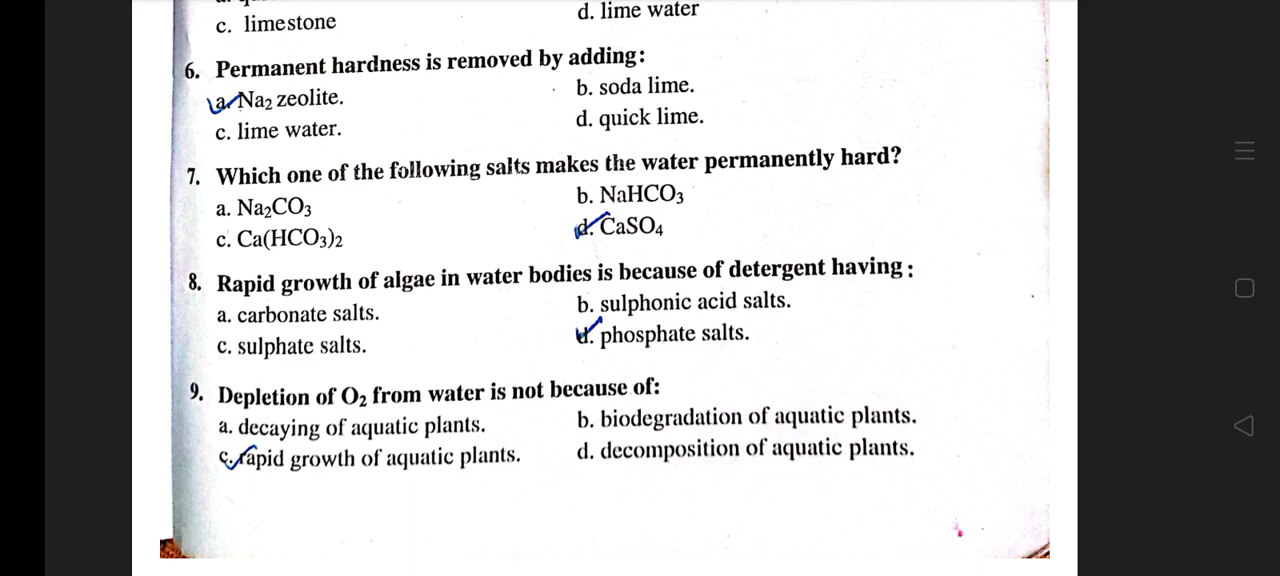 c. limestone
d. lime water
6. Permanent hardness is removed by adding:
a. Na₂ zeolite.
b. soda lime.
c. lime water.
d. quick lime.
7. Which one of the following salts makes the water permanently hard?
a. Na₂CO₃
b. NaHCO₃
c. Ca(HCO₃)₂
d. CaSO₄
8. Rapid growth of algae in water bodies is because of detergent having:
a. carbonate salts.
b. sulphonic acid salts.
c. sulphate salts.
d. phosphate salts.
9. Depletion of O₂ from water is not because of:
a. decaying of aquatic plants.
b. biodegradation of aquatic plants.
c. rapid growth of aquatic plants.
d. decomposition of aquatic plants.